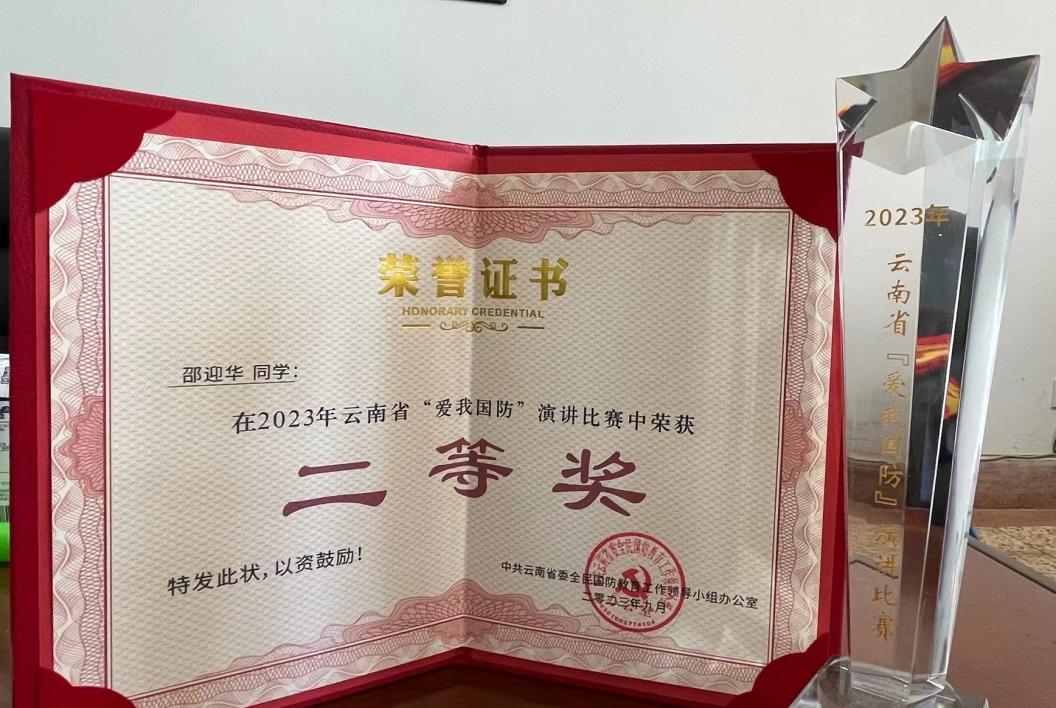 荣誉证书
HONORARY CREDENTIAL
邵迎华 同学：
在2023年云南省“爱我国防”演讲比赛中荣获
二等奖
特发此状，以资鼓励！
中共云南省委全民国防教育工作领导小组办公室
二零二三年九月
2023年
云南省『爱我国防』演讲比赛